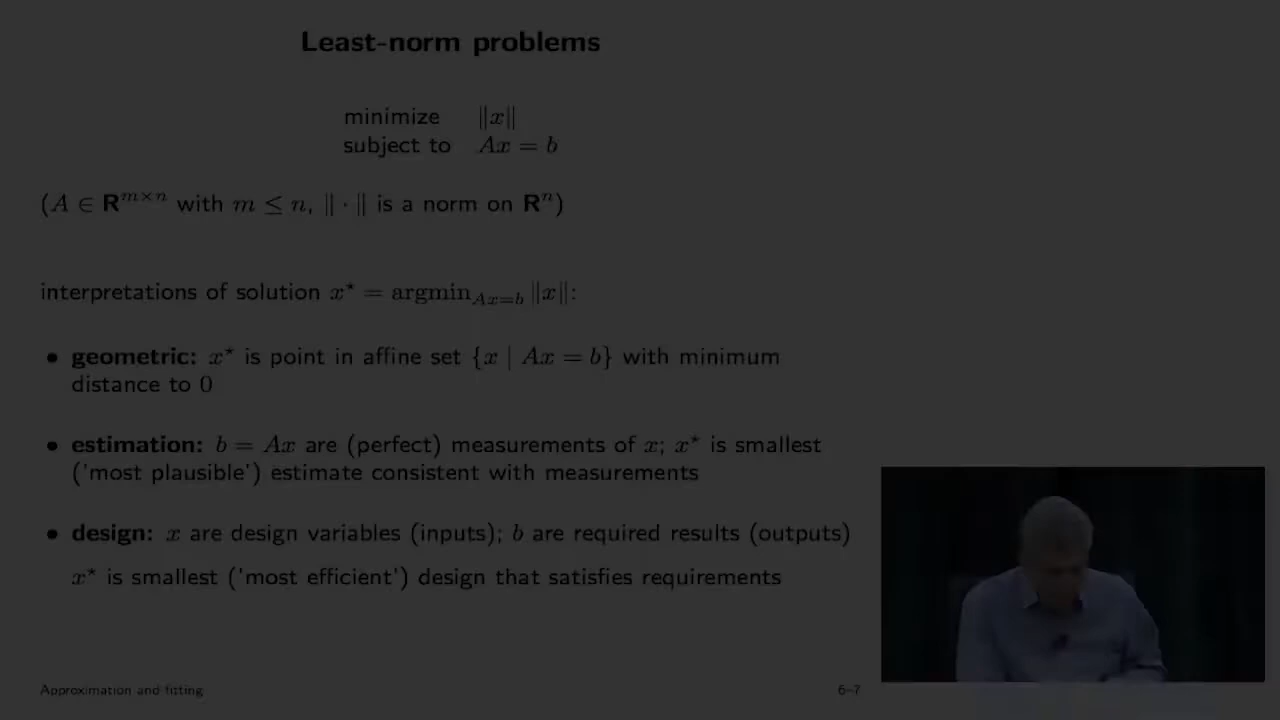 Least-norm problems
minimize ‖x‖
subject to Ax = b
(A ∈ R^{m×n} with m ≤ n, ‖·‖ is a norm on R^n)
interpretations of solution x⋆ = argmin_{Ax=b} ‖x‖:
• geometric: x⋆ is point in affine set {x | Ax = b} with minimum
distance to 0
• estimation: b = Ax are (perfect) measurements of x; x⋆ is smallest
('most plausible') estimate consistent with measurements
• design: x are design variables (inputs); b are required results (outputs)
x⋆ is smallest ('most efficient') design that satisfies requirements
Approximation and fitting 6–7